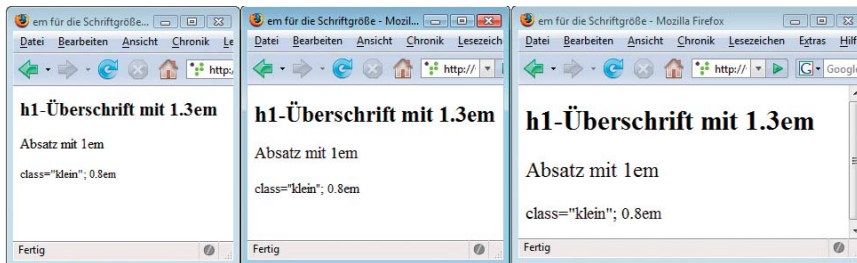 em für die Schriftgröße...
Datei Bearbeiten Ansicht Chronik Le
http:
h1-Überschrift mit 1.3em
Absatz mit 1em
class="klein"; 0.8em
Fertig
em für die Schriftgröße - Mozil...
Datei Bearbeiten Ansicht Chronik Lesezeich
http://
h1-Überschrift mit 1.3em
Absatz mit 1em
class="klein"; 0.8em
Fertig
em für die Schriftgröße - Mozilla Firefox
Datei Bearbeiten Ansicht Chronik Lesezeichen Extras Hilf
http:// G Google
h1-Überschrift mit 1.3em
Absatz mit 1em
class="klein"; 0.8em
Fertig